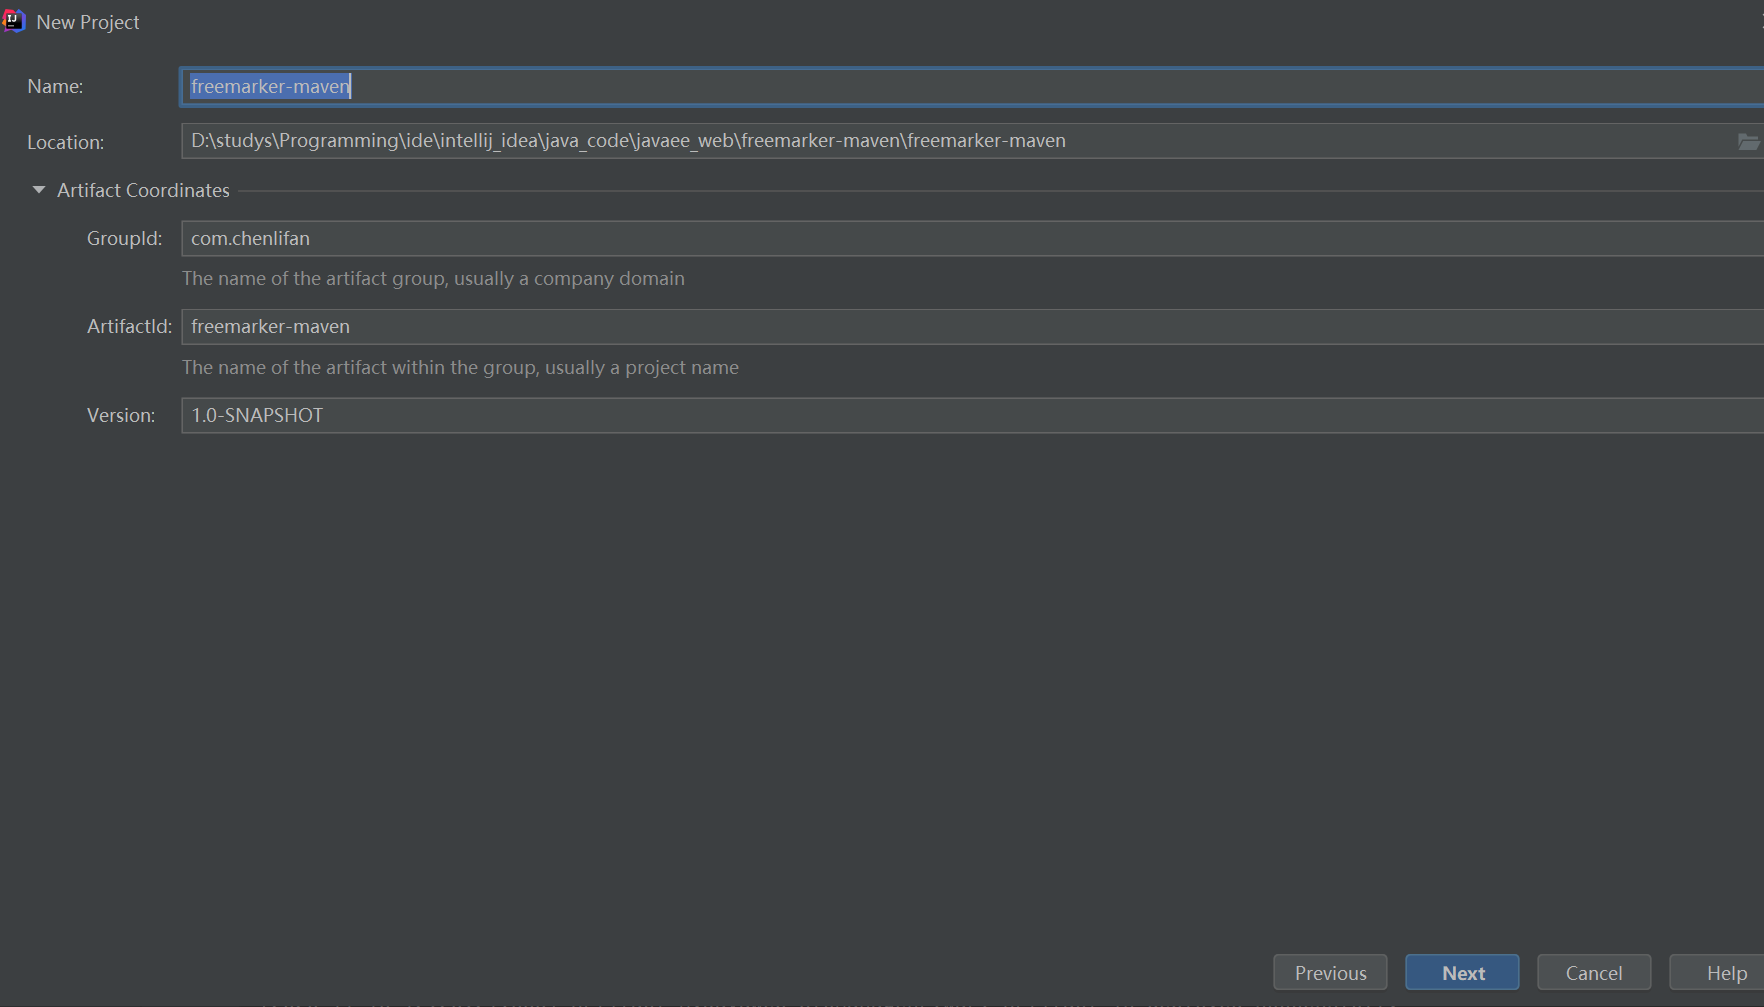 New Project
Name: freemarker-maven
Location: D:\studys\Programming\ide\intellij_idea\java_code\javaee_web\freemarker-maven\freemarker-maven
Artifact Coordinates
GroupId: com.chenlifan
The name of the artifact group, usually a company domain
ArtifactId: freemarker-maven
The name of the artifact within the group, usually a project name
Version: 1.0-SNAPSHOT
Previous Next Cancel Help